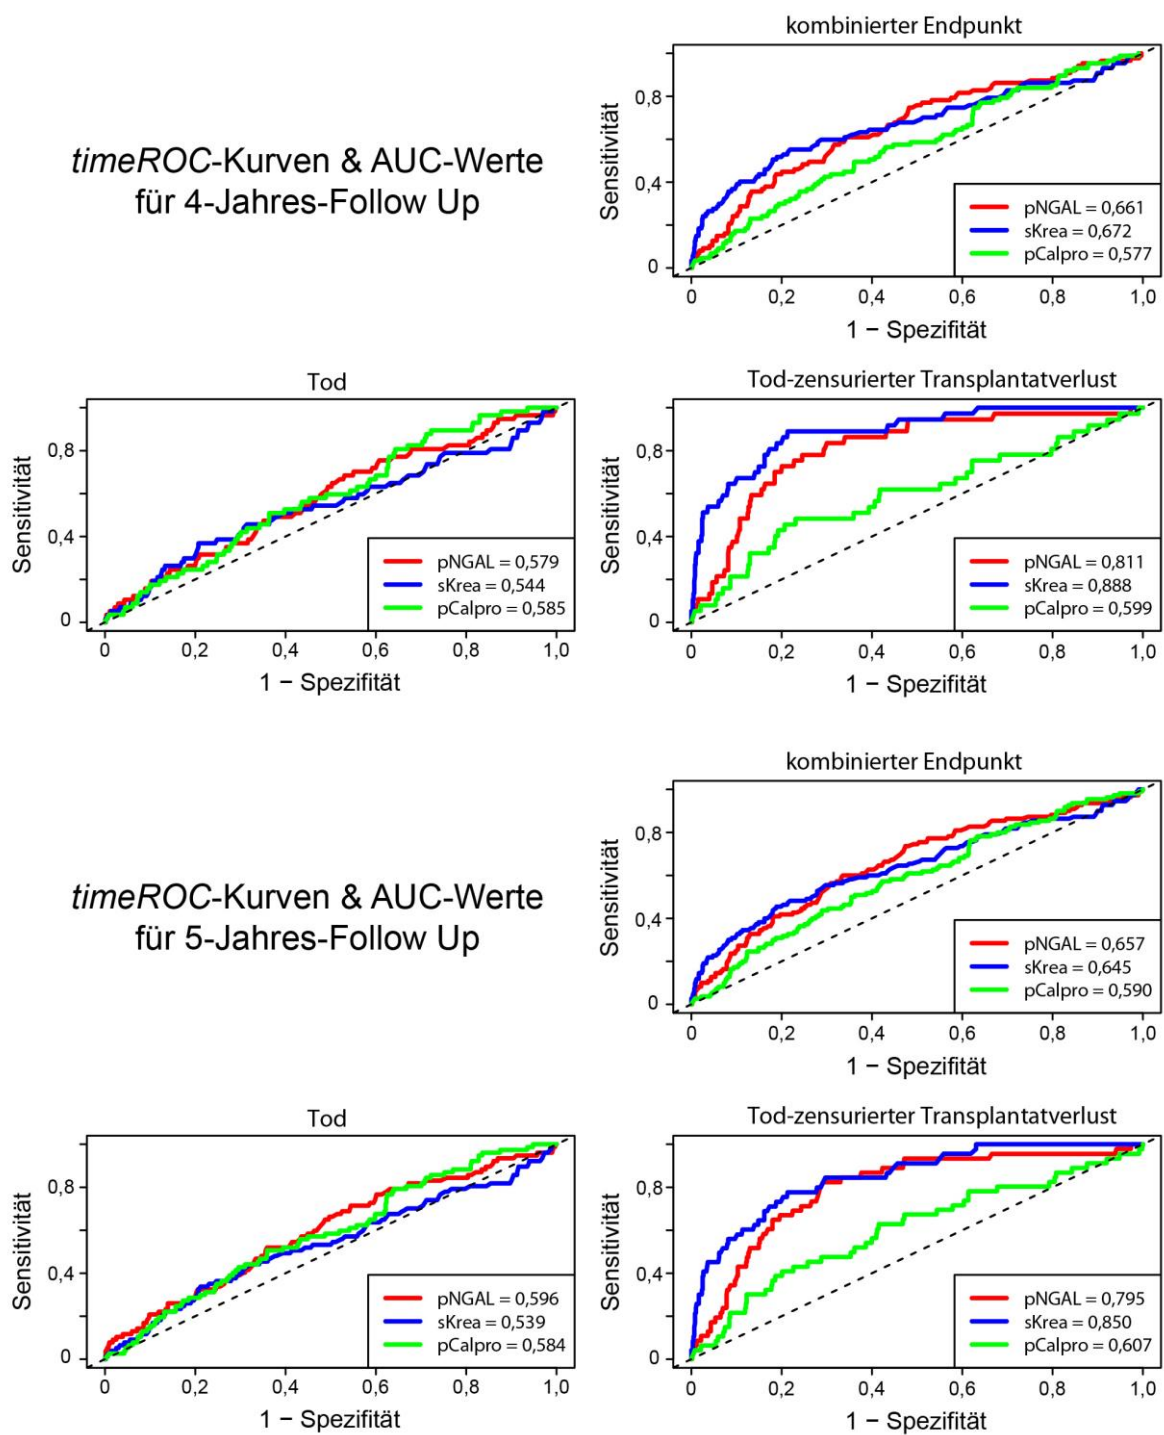 kombinierter Endpunkt
timeROC-Kurven & AUC-Werte
für 4-Jahres-Follow Up
Sensitivität
0,8
0,4
0
pNGAL = 0,661
sKrea = 0,672
pCalpro = 0,577
0 0,2 0,4 0,6 0,8 1,0
1 − Spezifität
Tod
Sensitivität
0,8
0,4
0
pNGAL = 0,579
sKrea = 0,544
pCalpro = 0,585
0 0,2 0,4 0,6 0,8 1,0
1 − Spezifität
Tod-zensurierter Transplantatverlust
Sensitivität
0,8
0,4
0
pNGAL = 0,811
sKrea = 0,888
pCalpro = 0,599
0 0,2 0,4 0,6 0,8 1,0
1 − Spezifität
kombinierter Endpunkt
timeROC-Kurven & AUC-Werte
für 5-Jahres-Follow Up
Sensitivität
0,8
0,4
0
pNGAL = 0,657
sKrea = 0,645
pCalpro = 0,590
0 0,2 0,4 0,6 0,8 1,0
1 − Spezifität
Tod
Sensitivität
0,8
0,4
0
pNGAL = 0,596
sKrea = 0,539
pCalpro = 0,584
0 0,2 0,4 0,6 0,8 1,0
1 − Spezifität
Tod-zensurierter Transplantatverlust
Sensitivität
0,8
0,4
0
pNGAL = 0,795
sKrea = 0,850
pCalpro = 0,607
0 0,2 0,4 0,6 0,8 1,0
1 − Spezifität